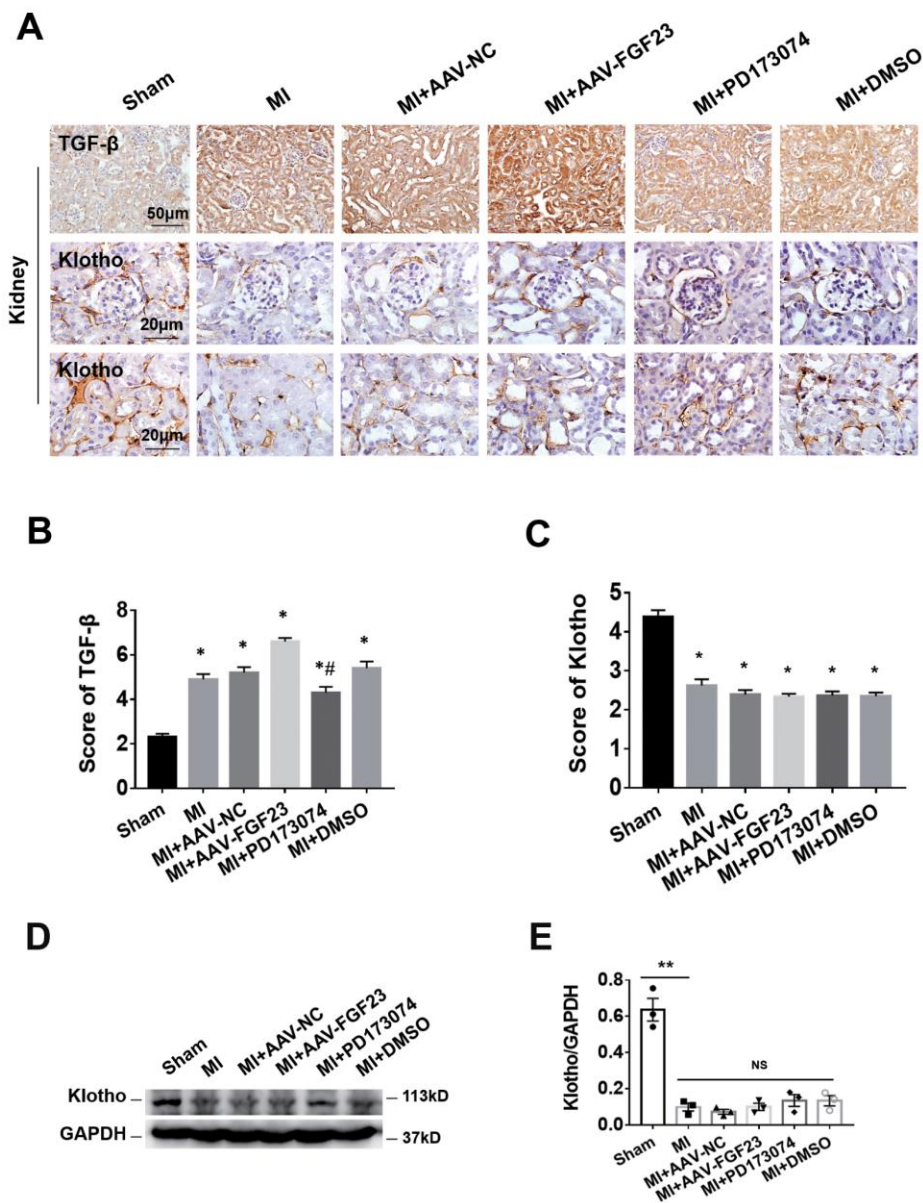 A
Sham
MI
MI+AAV-NC
MI+AAV-FGF23
MI+PD173074
MI+DMSO
Kidney
TGF-β
50μm
Klotho
20μm
Klotho
20μm
B
Score of TGF-β
8
6
4
2
0
*
*
*
*#
*
Sham
MI
MI+AAV-NC
MI+AAV-FGF23
MI+PD173074
MI+DMSO
C
Score of Klotho
5
4
3
2
1
0
*
*
*
*
*
Sham
MI
MI+AAV-NC
MI+AAV-FGF23
MI+PD173074
MI+DMSO
D
Sham
MI
MI+AAV-NC
MI+AAV-FGF23
MI+PD173074
MI+DMSO
Klotho
113kD
GAPDH
37kD
E
Klotho/GAPDH
0.8
0.6
0.4
0.2
0.0
**
NS
Sham
MI
MI+AAV-NC
MI+AAV-FGF23
MI+PD173074
MI+DMSO